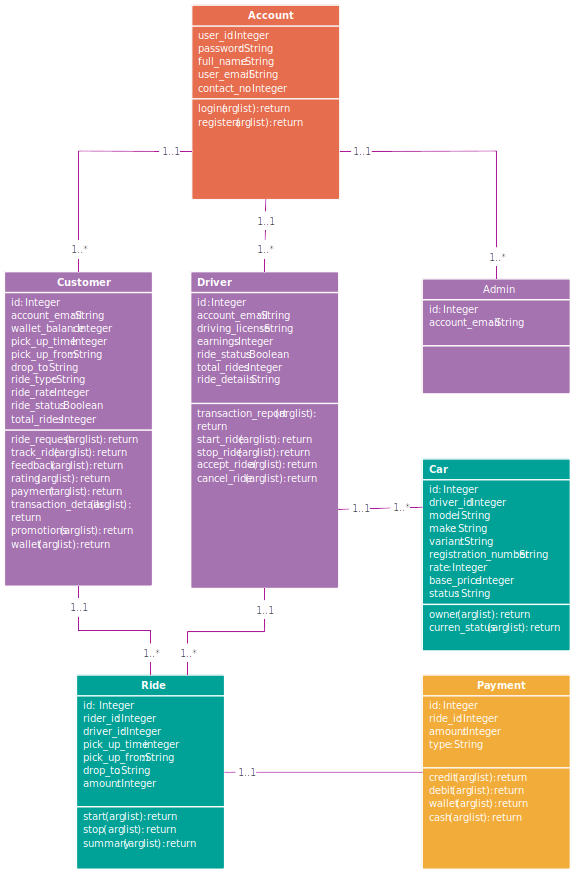 Account
user_id: Integer
password: String
full_name: String
user_email: String
contact_no: Integer
login(arglist): return
register(arglist): return
1..1
1..1
1..1
1..*
1..*
1..*
Customer
id: Integer
account_email: String
wallet_balance: Integer
pick_up_time: Integer
pick_up_from: String
drop_to: String
ride_type: String
ride_rate: Integer
ride_status: Boolean
total_rides: Integer
ride_request(arglist): return
track_ride(arglist): return
feedback(arglist): return
rating(arglist): return
payment(arglist): return
transaction_details(arglist):
return
promotions(arglist): return
wallet(arglist): return
Driver
id: Integer
account_email: String
driving_license: String
earnings: Integer
ride_status: Boolean
total_rides: Integer
ride_details: String
transaction_report(arglist):
return
start_ride(arglist): return
stop_ride(arglist): return
accept_ride(arglist): return
cancel_ride(arglist): return
Admin
id: Integer
account_email: String
Car
id: Integer
driver_id: Integer
model: String
make: String
variant: String
registration_number: String
rate: Integer
base_price: Integer
status: String
owner(arglist): return
curren_status(arglist): return
1..1
1..*
1..1
1..1
1..*
1..*
Ride
id: Integer
rider_id: Integer
driver_id: Integer
pick_up_time: Integer
pick_up_from: String
drop_to: String
amount: Integer
start(arglist): return
stop(arglist): return
summary(arglist): return
1..1
Payment
id: Integer
ride_id: Integer
amount: Integer
type: String
credit(arglist): return
debit(arglist): return
wallet(arglist): return
cash(arglist): return